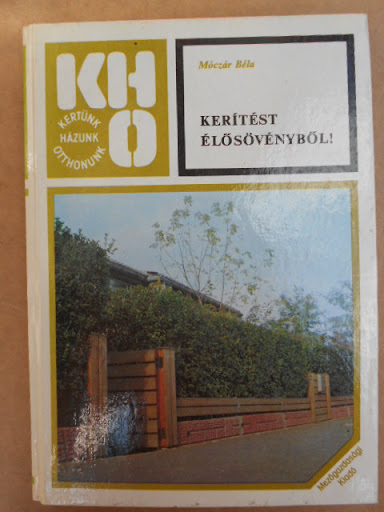 KHO
KERTÜNK
HÁZUNK
OTTHONUNK
Móczár Béla
KERÍTÉST
ÉLŐSÖVÉNYBŐL!
Mezőgazdasági
Kiadó